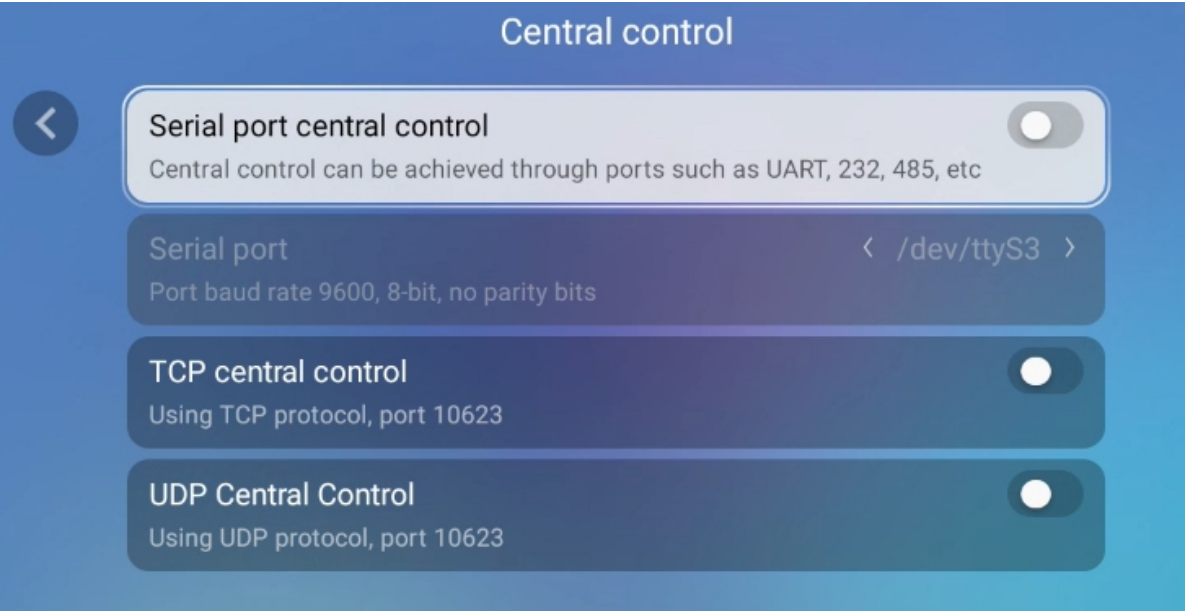 Central control
Serial port central control
Central control can be achieved through ports such as UART, 232, 485, etc
Serial port
/dev/ttyS3
Port baud rate 9600, 8-bit, no parity bits
TCP central control
Using TCP protocol, port 10623
UDP Central Control
Using UDP protocol, port 10623